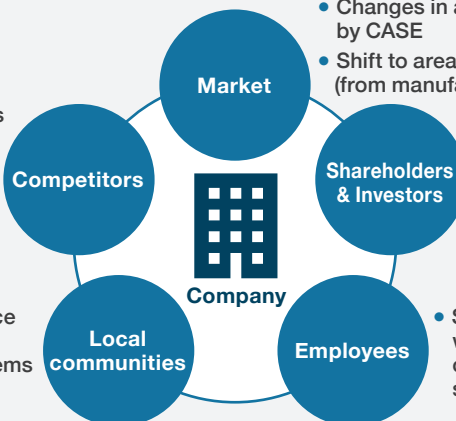 • Changes in a
by CASE
• Shift to area
(from manufa
Market
s
Competitors
Shareholders
& Investors
Company
ce
ems
Local
communities
Employees
• S